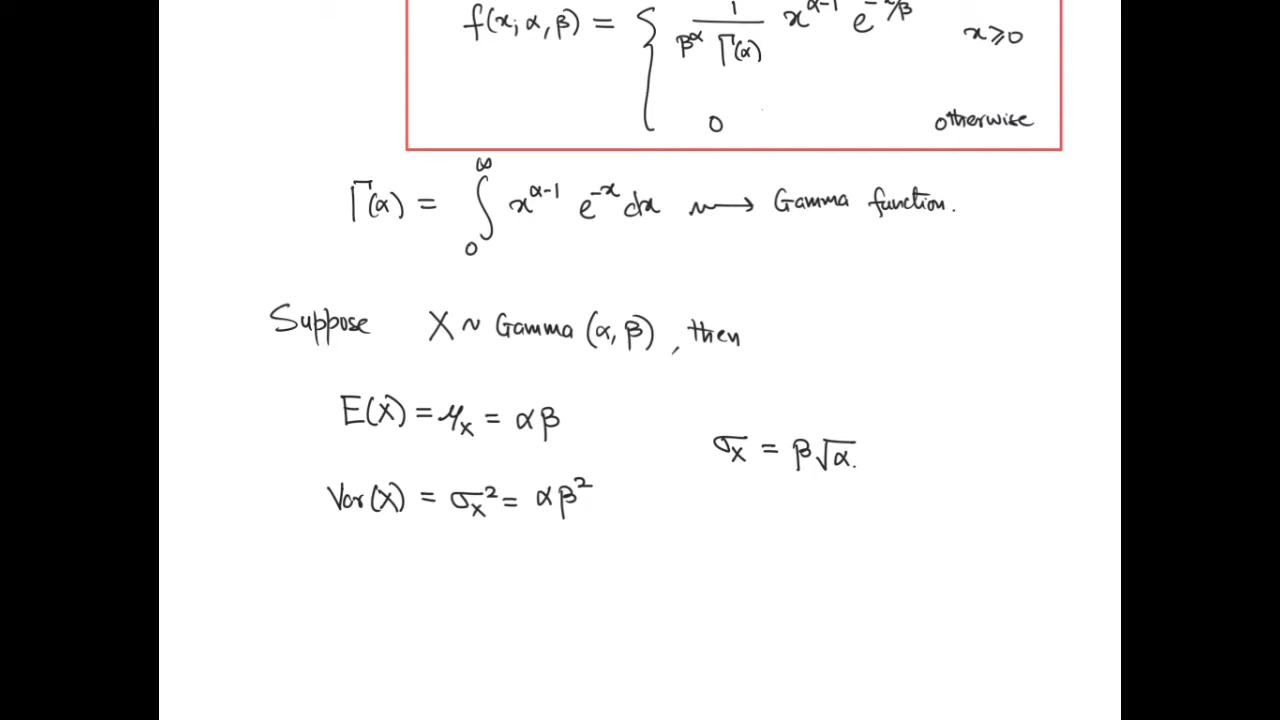 f(x; α, β) = { 1 / β^α Γ(α) x^α-1 e^-x/β x ⩾ 0
0 otherwise
Γ(α) = ∫₀^∞ x^α-1 e^-x dx ⟿ Gamma function.
Suppose X ~ Gamma (α, β), then
E(X) = μ_X = αβ
σ_X = β√α.
Var(X) = σ_X² = αβ²